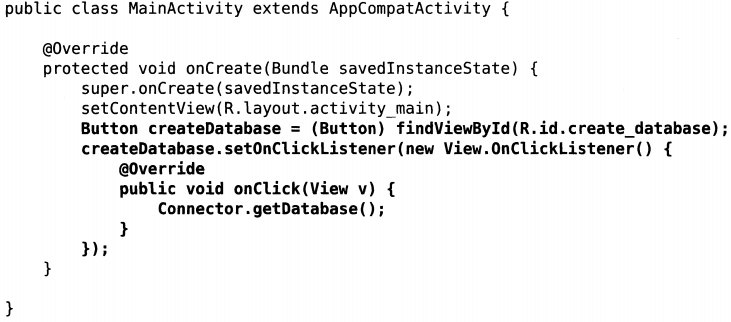 public class MainActivity extends AppCompatActivity {
    @Override
    protected void onCreate(Bundle savedInstanceState) {
        super.onCreate(savedInstanceState);
        setContentView(R.layout.activity_main);
        Button createDatabase = (Button) findViewById(R.id.create_database);
        createDatabase.setOnClickListener(new View.OnClickListener() {
            @Override
            public void onClick(View v) {
                Connector.getDatabase();
            }
        });
    }
}